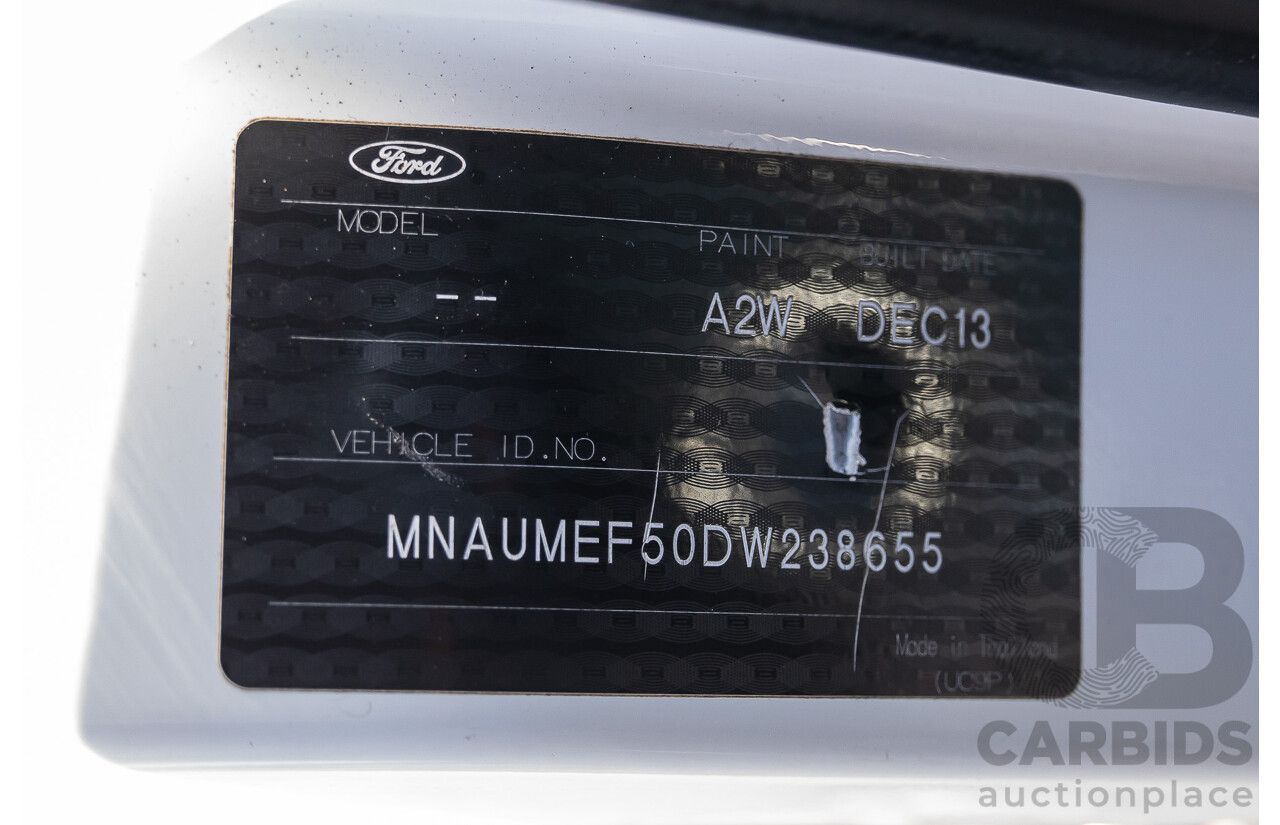 Ford
MODEL PAINT BUILT DATE
-- A2W DEC13
VEHICLE ID.NO.
MNAUMEF50DW238655
Made in Thailand
(UC9P)
B
CARBIDS
auctionplace